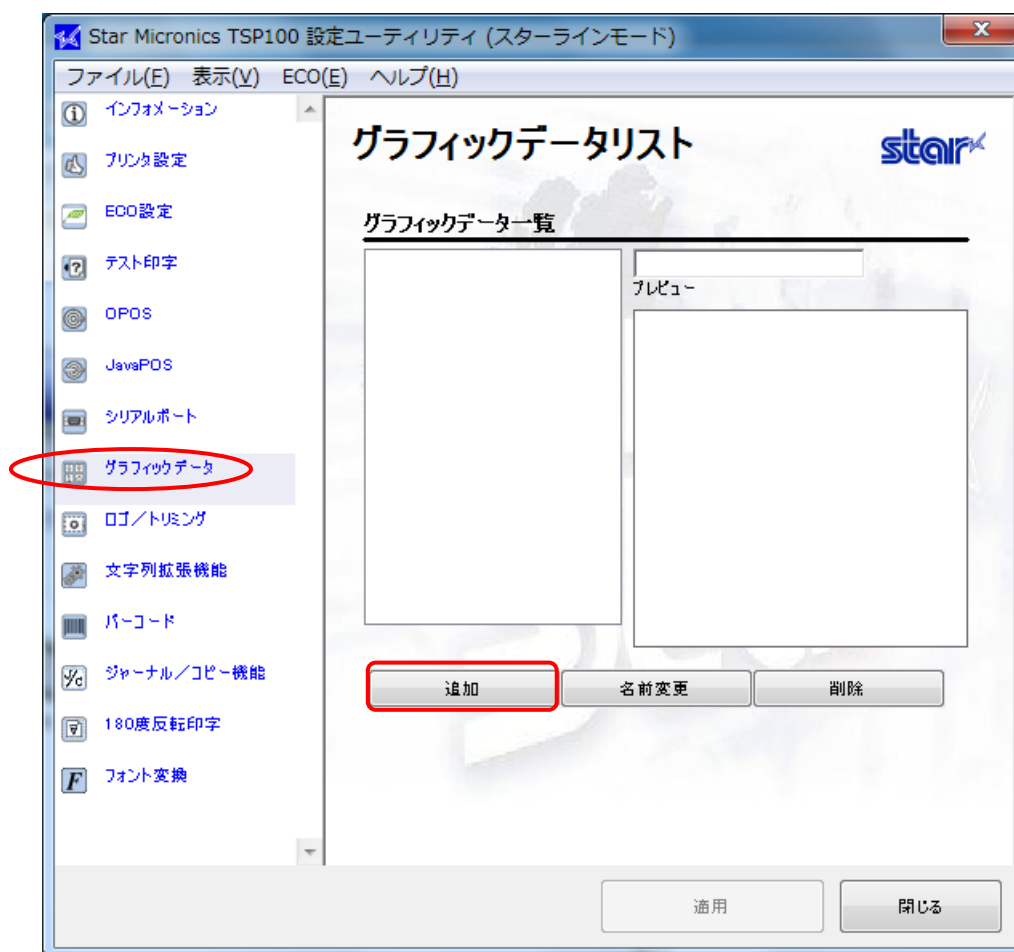 Star Micronics TSP100 設定ユーティリティ (スターラインモード)
ファイル(F) 表示(V) ECO(E) ヘルプ(H)
インフォメーション
プリンタ設定
ECO設定
テスト印字
OPOS
JavaPOS
シリアルポート
グラフィックデータ
ロゴ/トリミング
文字列拡張機能
バーコード
ジャーナル/コピー機能
180度反転印字
フォント変換
グラフィックデータリスト
star
グラフィックデータ一覧
プレビュー
追加
名前変更
削除
適用
閉じる